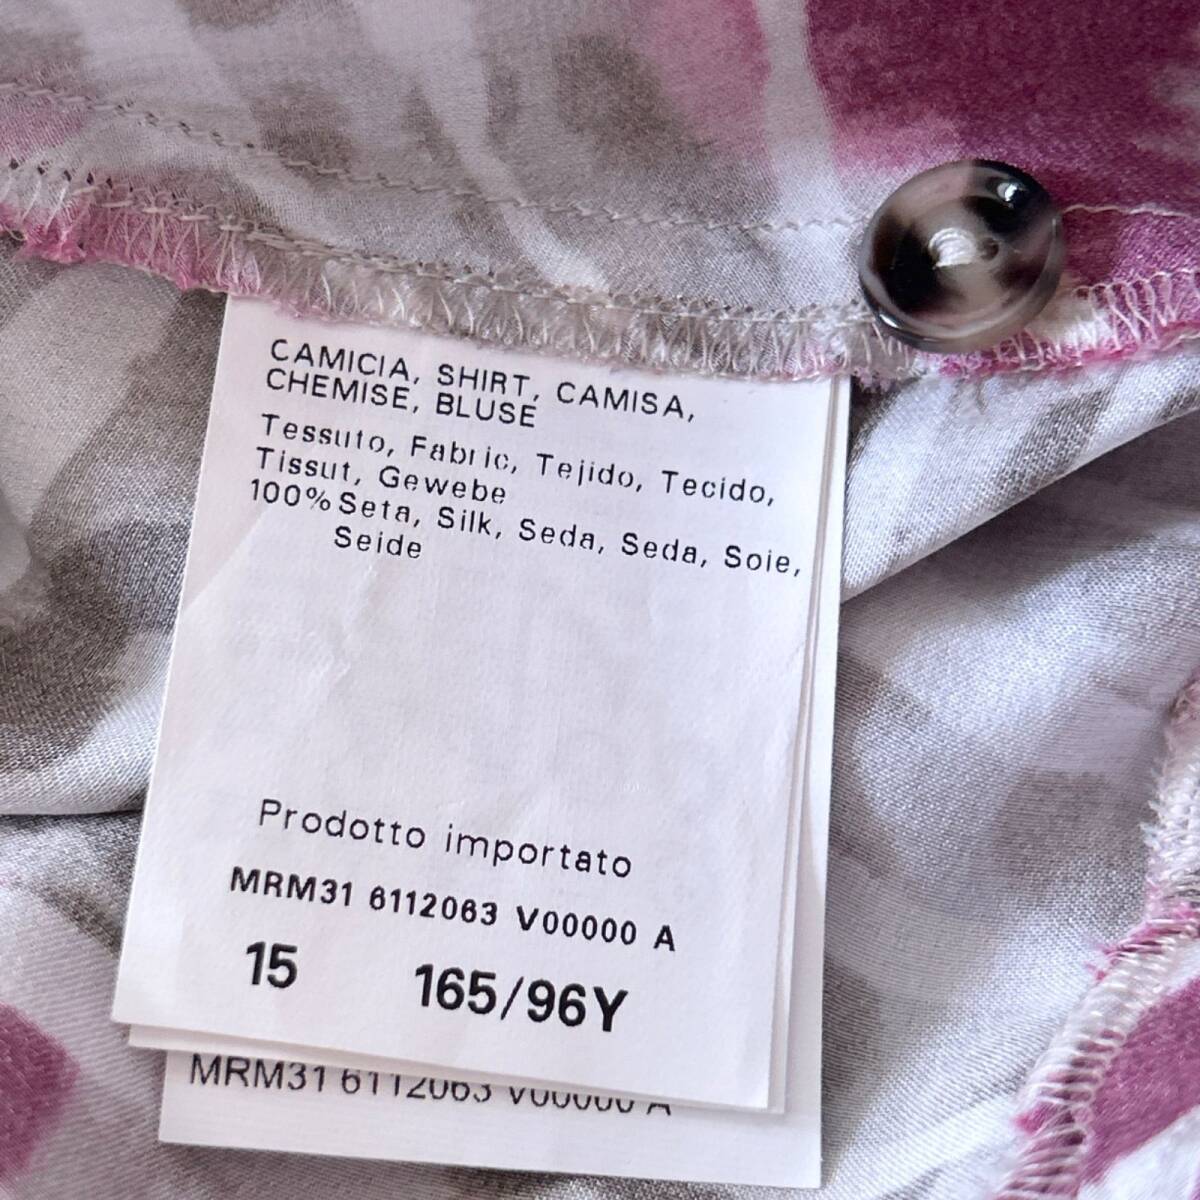 CAMICIA, SHIRT, CAMISA,
CHEMISE, BLUSE
Tessuto, Fabric, Tejido, Tecido,
Tissut, Gewebe
100% Seta, Silk, Seda, Seda, Soie,
Seide
Prodotto importato
MRM31 6112063 V00000 A
15 165/96Y
MRM31 6112063 V00000 A